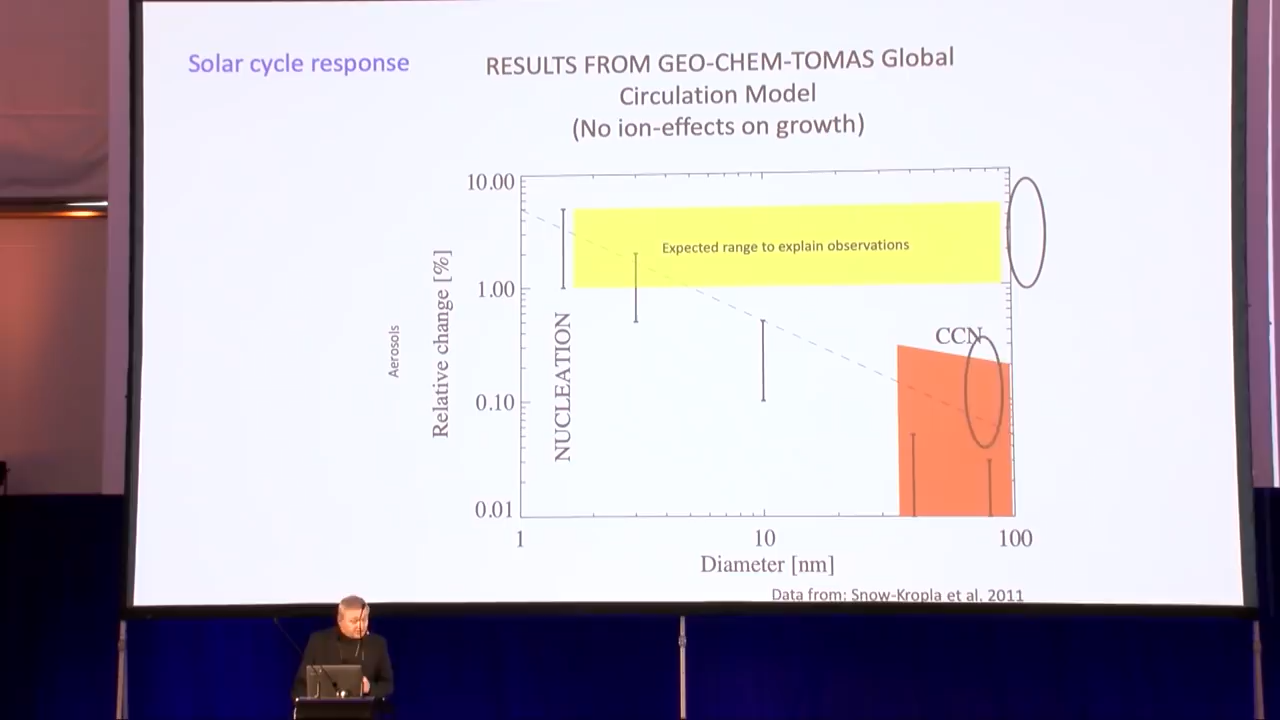 Solar cycle response
RESULTS FROM GEO-CHEM-TOMAS Global
Circulation Model
(No ion-effects on growth)
10.00
1.00
0.10
0.01
Aerosols
Relative change [%]
NUCLEATION
Expected range to explain observations
CCN
1
10
100
Diameter [nm]
Data from: Snow-Kropla et al, 2011